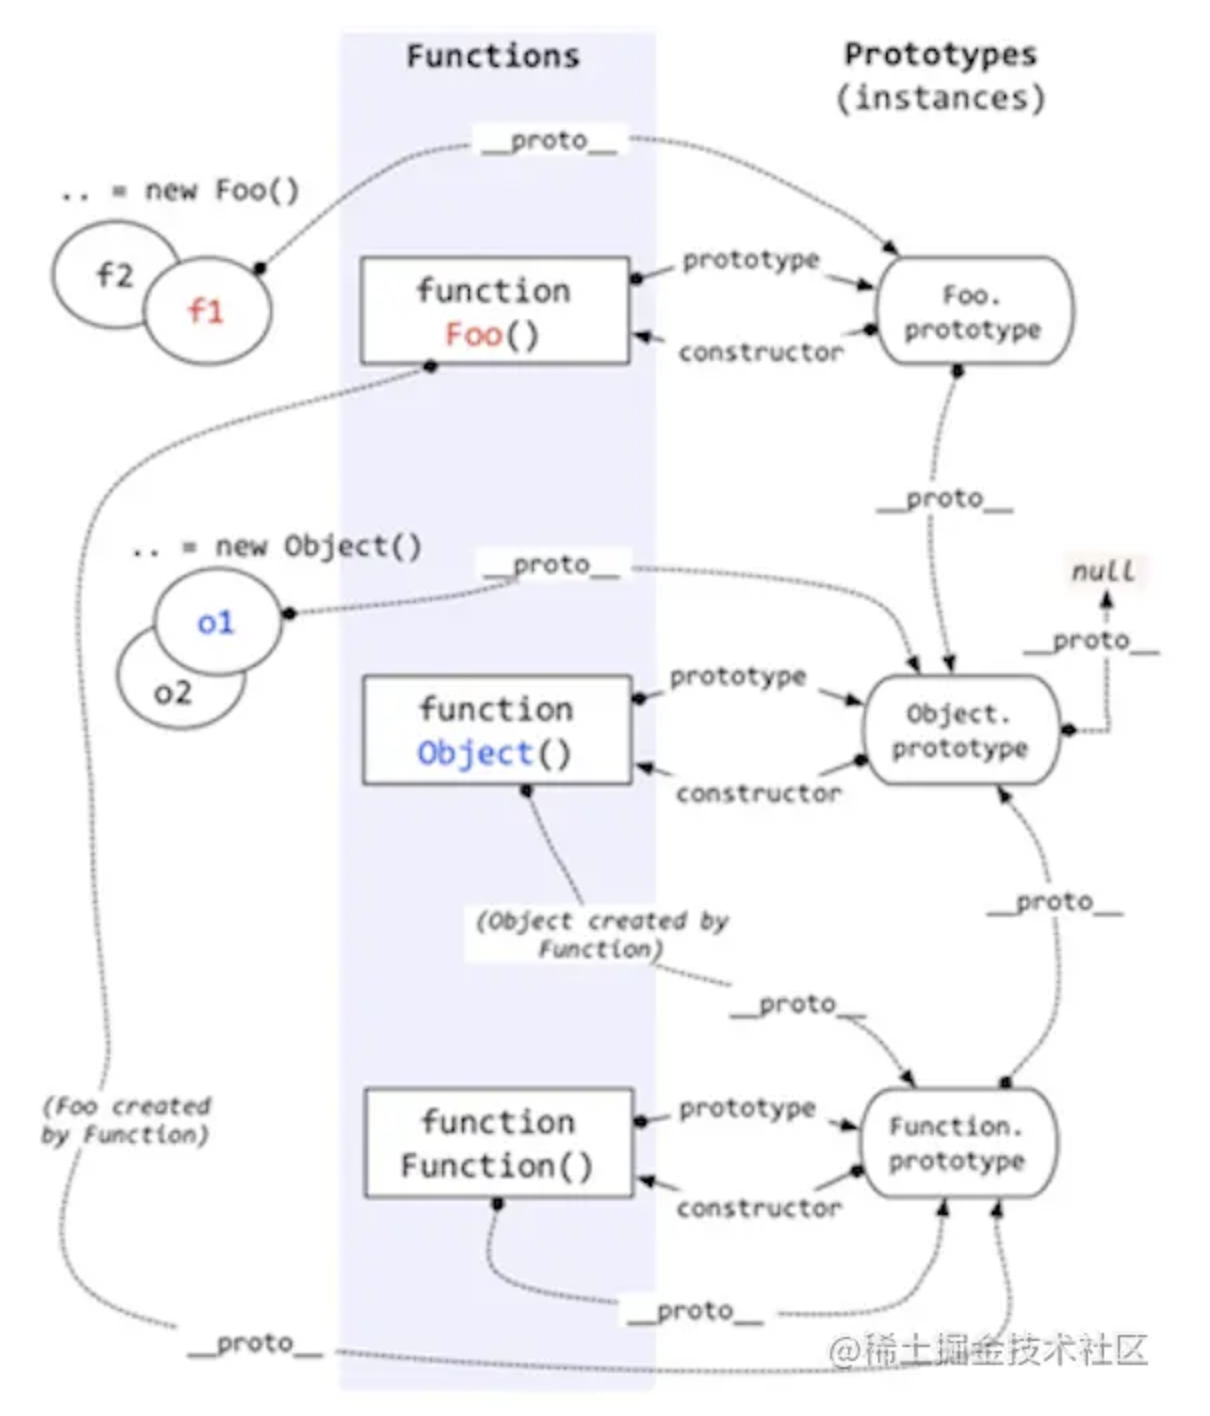 Functions
Prototypes
(instances)
__proto__
.. = new Foo()
f2
f1
function
Foo()
prototype
constructor
Foo.
prototype
__proto__
.. = new Object()
__proto__
null
__proto__
o1
o2
function
Object()
prototype
constructor
Object.
prototype
__proto__
(Object created by
Function)
__proto__
(Foo created
by Function)
function
Function()
prototype
constructor
Function.
prototype
__proto__
__proto__
@稀土掘金技术社区